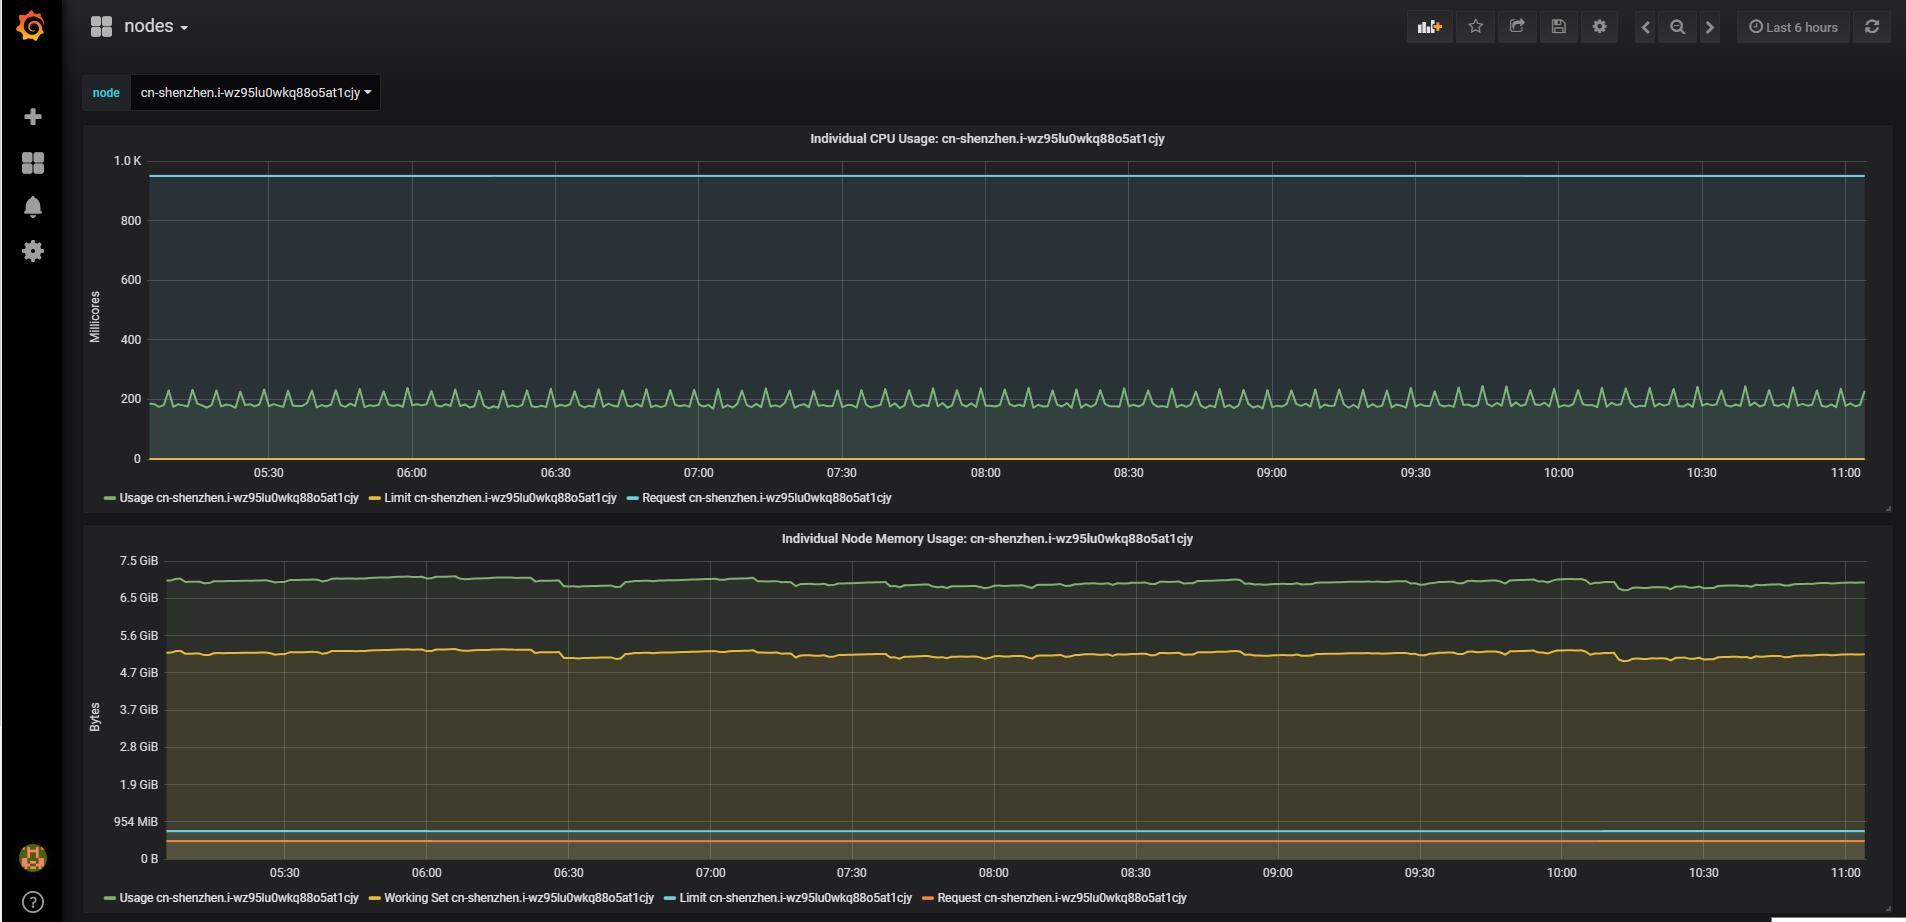 nodes
Last 6 hours
node cn-shenzhen.i-wz95lu0wkq88o5at1cjy
Individual CPU Usage: cn-shenzhen.i-wz95lu0wkq88o5at1cjy
1.0 K
800
600
400
200
0
Millicores
05:30 06:00 06:30 07:00 07:30 08:00 08:30 09:00 09:30 10:00 10:30 11:00
Usage cn-shenzhen.i-wz95lu0wkq88o5at1cjy Limit cn-shenzhen.i-wz95lu0wkq88o5at1cjy Request cn-shenzhen.i-wz95lu0wkq88o5at1cjy
Individual Node Memory Usage: cn-shenzhen.i-wz95lu0wkq88o5at1cjy
7.5 GiB
6.5 GiB
5.6 GiB
4.7 GiB
3.7 GiB
2.8 GiB
1.9 GiB
954 MiB
0 B
Bytes
05:30 06:00 06:30 07:00 07:30 08:00 08:30 09:00 09:30 10:00 10:30 11:00
Usage cn-shenzhen.i-wz95lu0wkq88o5at1cjy Working Set cn-shenzhen.i-wz95lu0wkq88o5at1cjy Limit cn-shenzhen.i-wz95lu0wkq88o5at1cjy Request cn-shenzhen.i-wz95lu0wkq88o5at1cjy